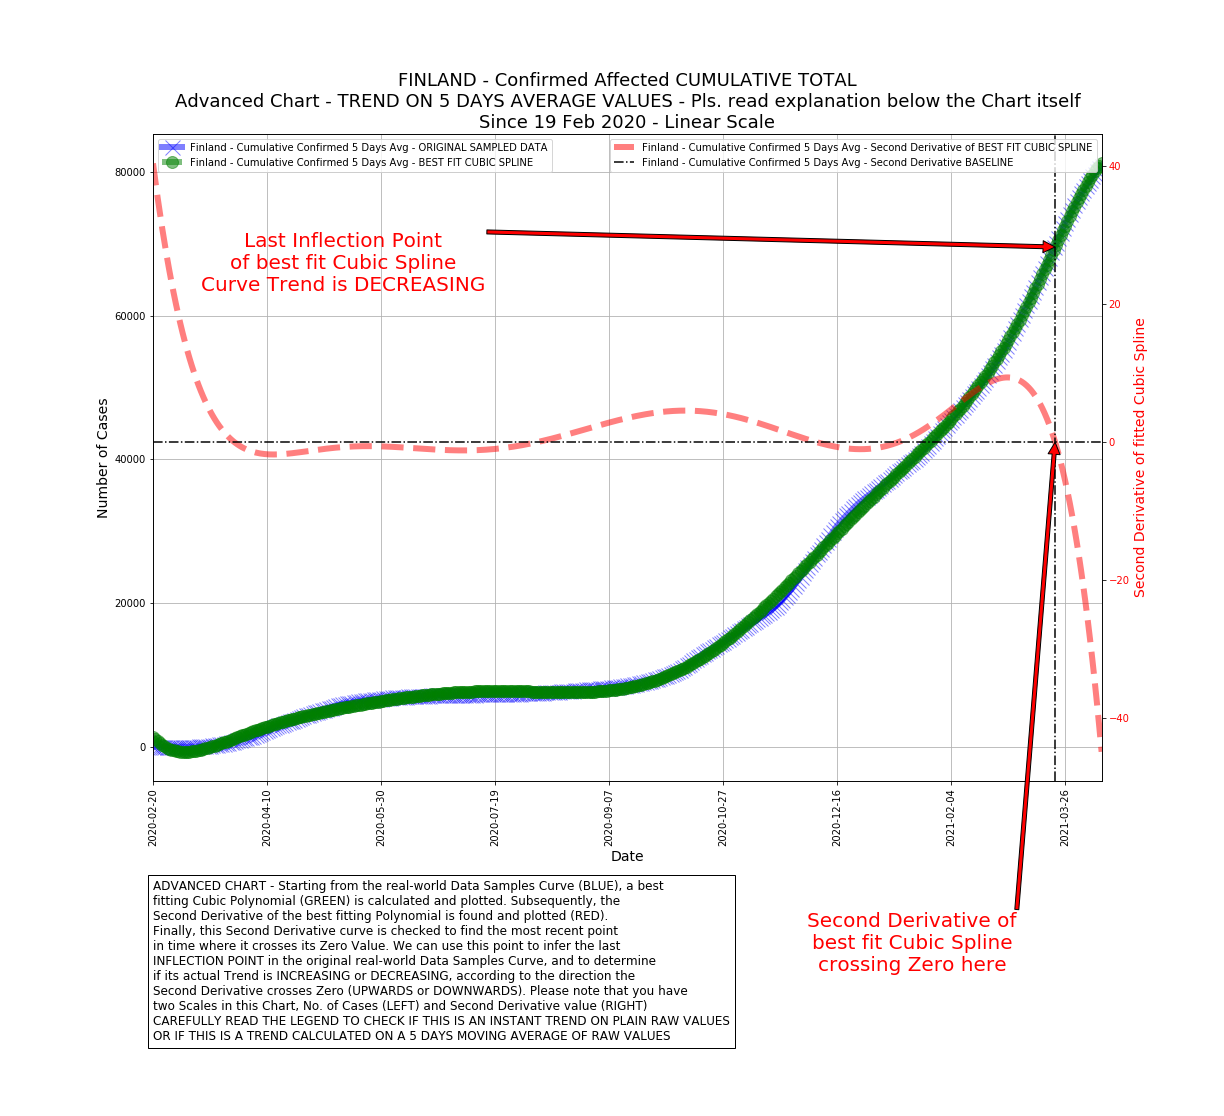 FINLAND - Confirmed Affected CUMULATIVE TOTAL
Advanced Chart - TREND ON 5 DAYS AVERAGE VALUES - Pls. read explanation below the Chart itself
Since 19 Feb 2020 - Linear Scale
Finland - Cumulative Confirmed 5 Days Avg - ORIGINAL SAMPLED DATA
Finland - Cumulative Confirmed 5 Days Avg - BEST FIT CUBIC SPLINE
Finland - Cumulative Confirmed 5 Days Avg - Second Derivative of BEST FIT CUBIC SPLINE
Finland - Cumulative Confirmed 5 Days Avg - Second Derivative BASELINE
Last Inflection Point
of best fit Cubic Spline
Curve Trend is DECREASING
Number of Cases
80000
60000
40000
20000
0
40
20
0
−20
−40
Second Derivative of fitted Cubic Spline
2020-02-20
2020-04-10
2020-05-30
2020-07-19
2020-09-07
2020-10-27
2020-12-16
2021-02-04
2021-03-26
Date
Second Derivative of
best fit Cubic Spline
crossing Zero here
ADVANCED CHART - Starting from the real-world Data Samples Curve (BLUE), a best
fitting Cubic Polynomial (GREEN) is calculated and plotted. Subsequently, the
Second Derivative of the best fitting Polynomial is found and plotted (RED).
Finally, this Second Derivative curve is checked to find the most recent point
in time where it crosses its Zero Value. We can use this point to infer the last
INFLECTION POINT in the original real-world Data Samples Curve, and to determine
if its actual Trend is INCREASING or DECREASING, according to the direction the
Second Derivative crosses Zero (UPWARDS or DOWNWARDS). Please note that you have
two Scales in this Chart, No. of Cases (LEFT) and Second Derivative value (RIGHT)
CAREFULLY READ THE LEGEND TO CHECK IF THIS IS AN INSTANT TREND ON PLAIN RAW VALUES
OR IF THIS IS A TREND CALCULATED ON A 5 DAYS MOVING AVERAGE OF RAW VALUES